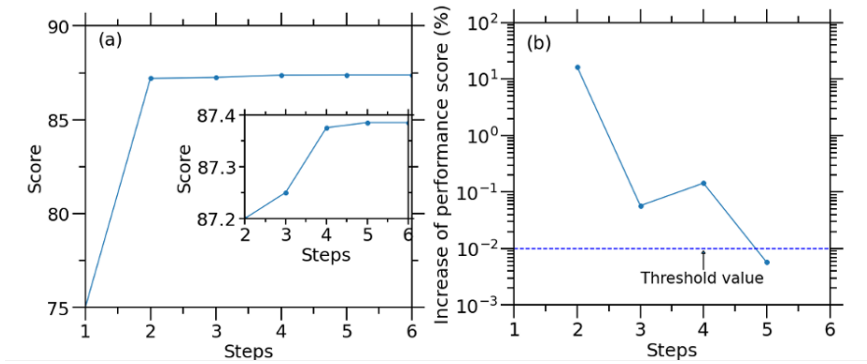 (a)
90
85
80
75
Score
1 2 3 4 5 6
Steps
87.4
87.3
87.2
Score
2 3 4 5 6
Steps
(b)
Increase of performance score (%)
10²
10¹
10⁰
10⁻¹
10⁻²
10⁻³
Threshold value
1 2 3 4 5 6
Steps